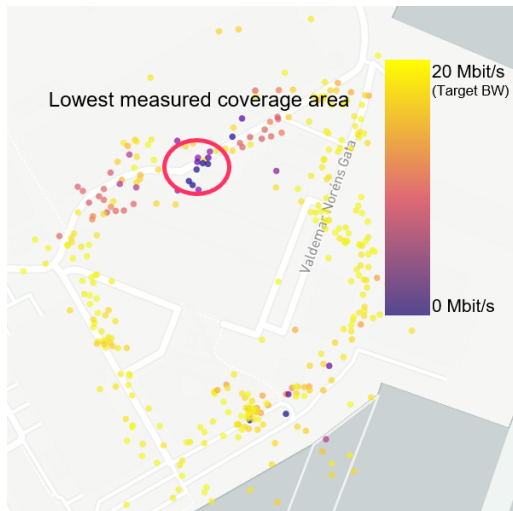 20 Mbit/s
(Target BW)
Lowest measured coverage area
Valdemar Noréns Gata
0 Mbit/s